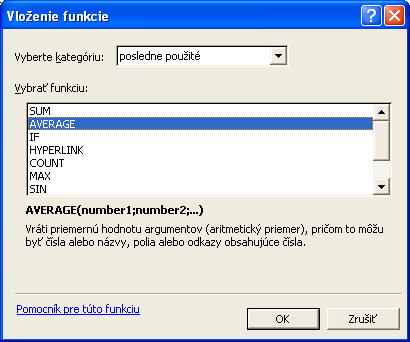 Vloženie funkcie
Vyberte kategóriu: posledne použité
Vybrať funkciu:
SUM
AVERAGE
IF
HYPERLINK
COUNT
MAX
SIN
AVERAGE(number1;number2;...)
Vráti priemernú hodnotu argumentov (aritmetický priemer), pričom to môžu
byť čísla alebo názvy, polia alebo odkazy obsahujúce čísla.
Pomocník pre túto funkciu
OK Zrušiť